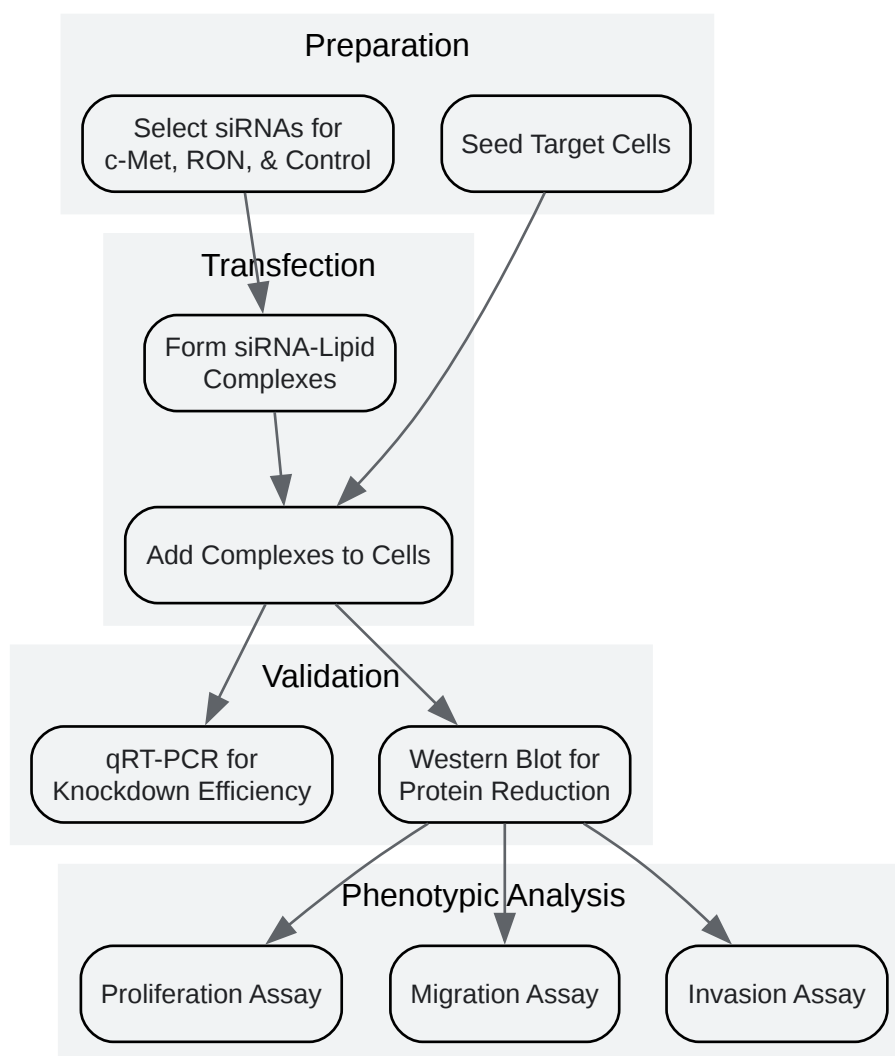 Preparation
Select siRNAs for
c-Met, RON, & Control
Seed Target Cells
Transfection
Form siRNA-Lipid
Complexes
Add Complexes to Cells
Validation
qRT-PCR for
Knockdown Efficiency
Western Blot for
Protein Reduction
Phenotypic Analysis
Proliferation Assay
Migration Assay
Invasion Assay